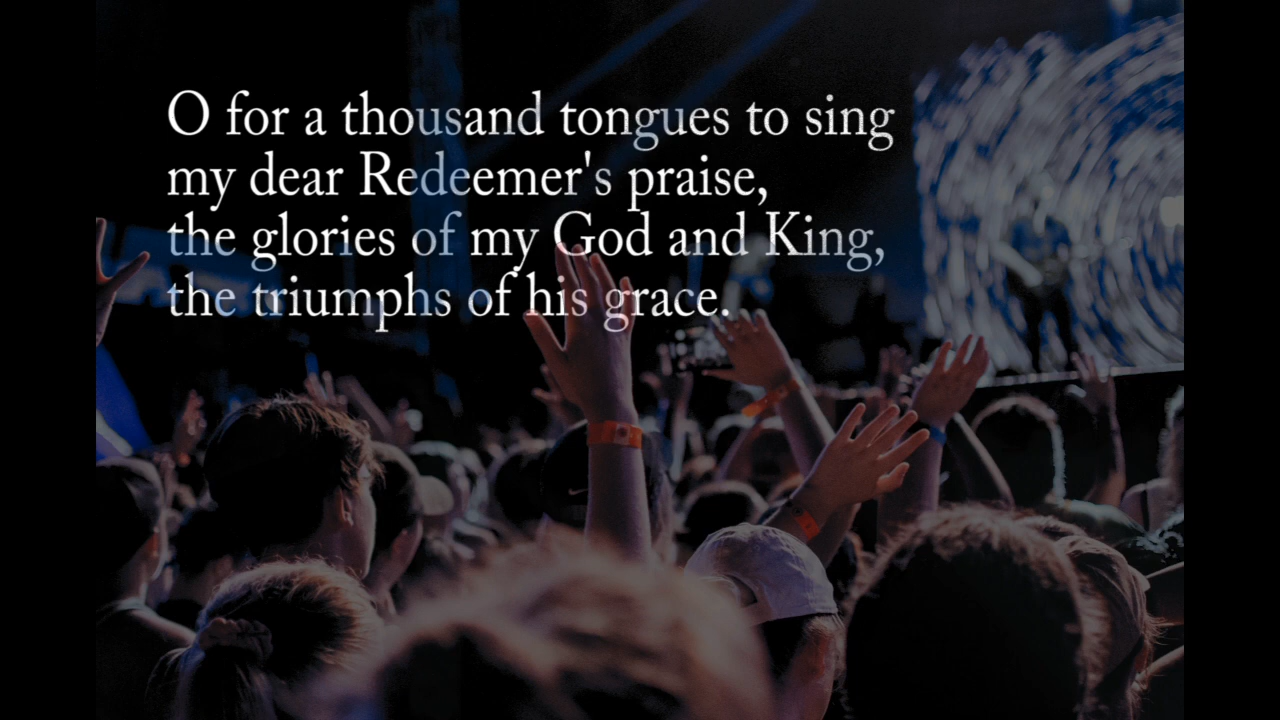 O for a thousand tongues to sing
my dear Redeemer's praise,
the glories of my God and King,
the triumphs of his grace.